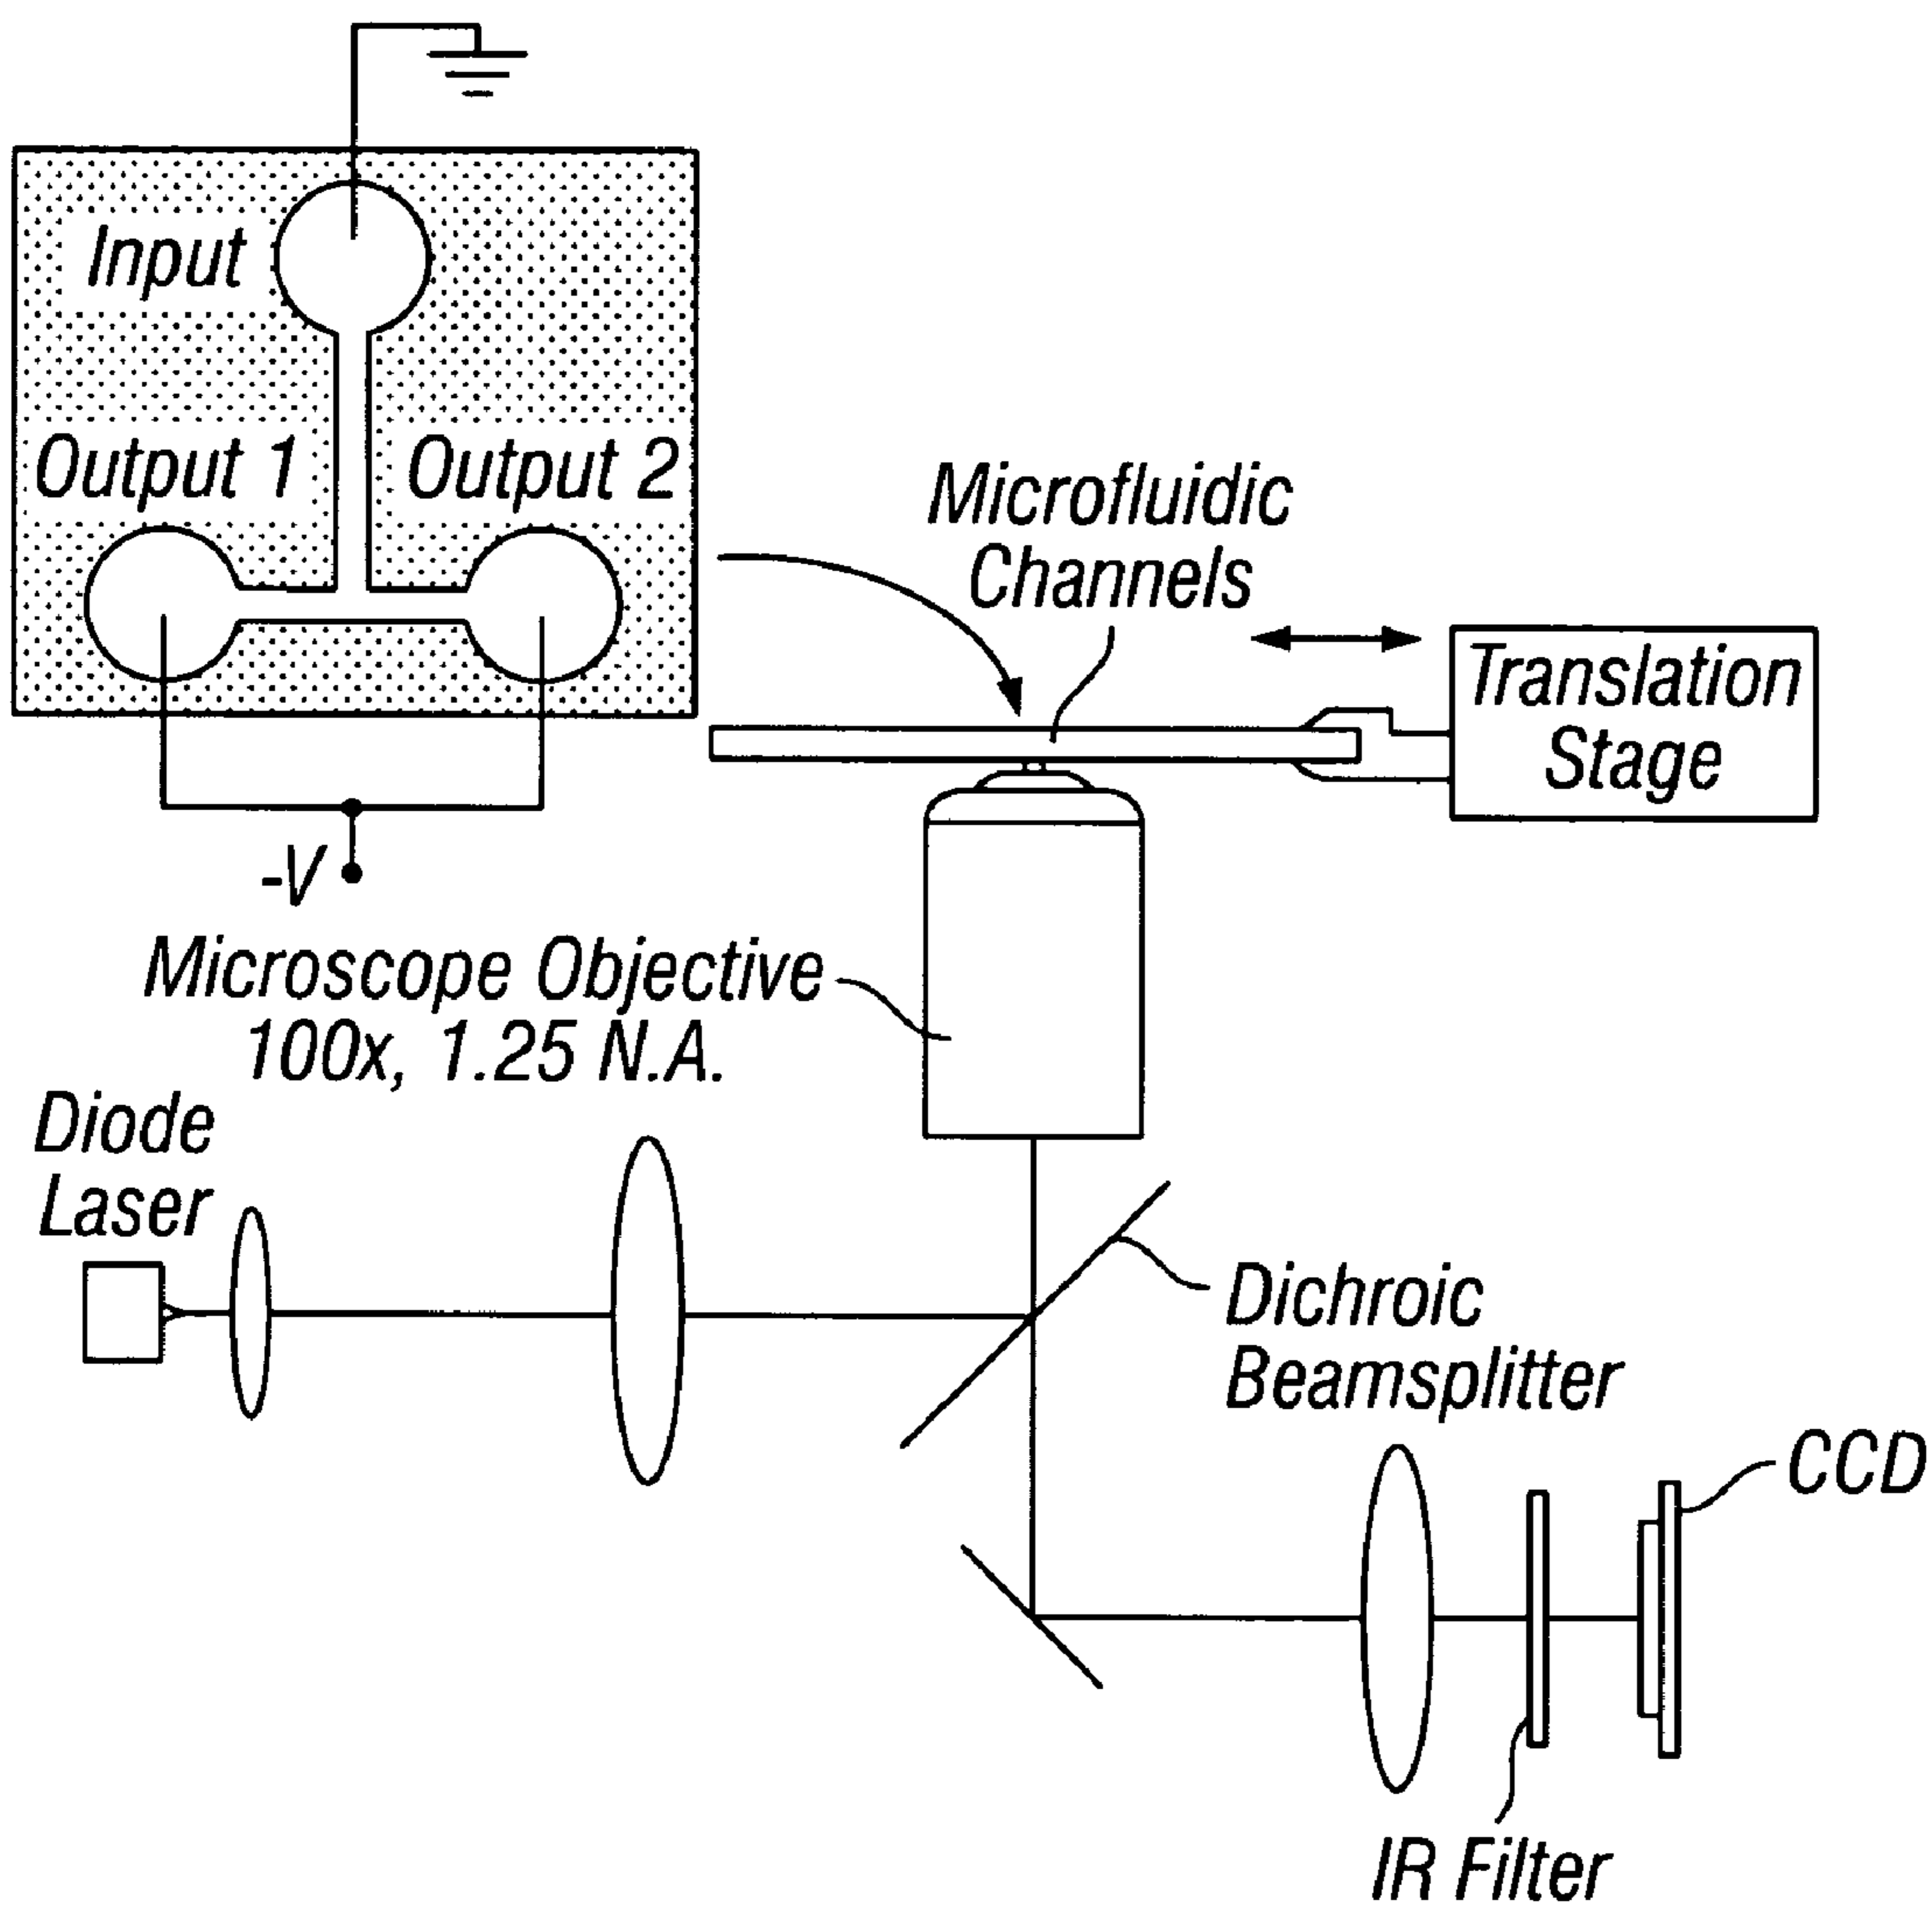 Input
Output 1
Output 2
-V
Microfluidic
Channels
Translation
Stage
Microscope Objective
100x, 1.25 N.A.
Diode
Laser
Dichroic
Beamsplitter
CCD
IR Filter